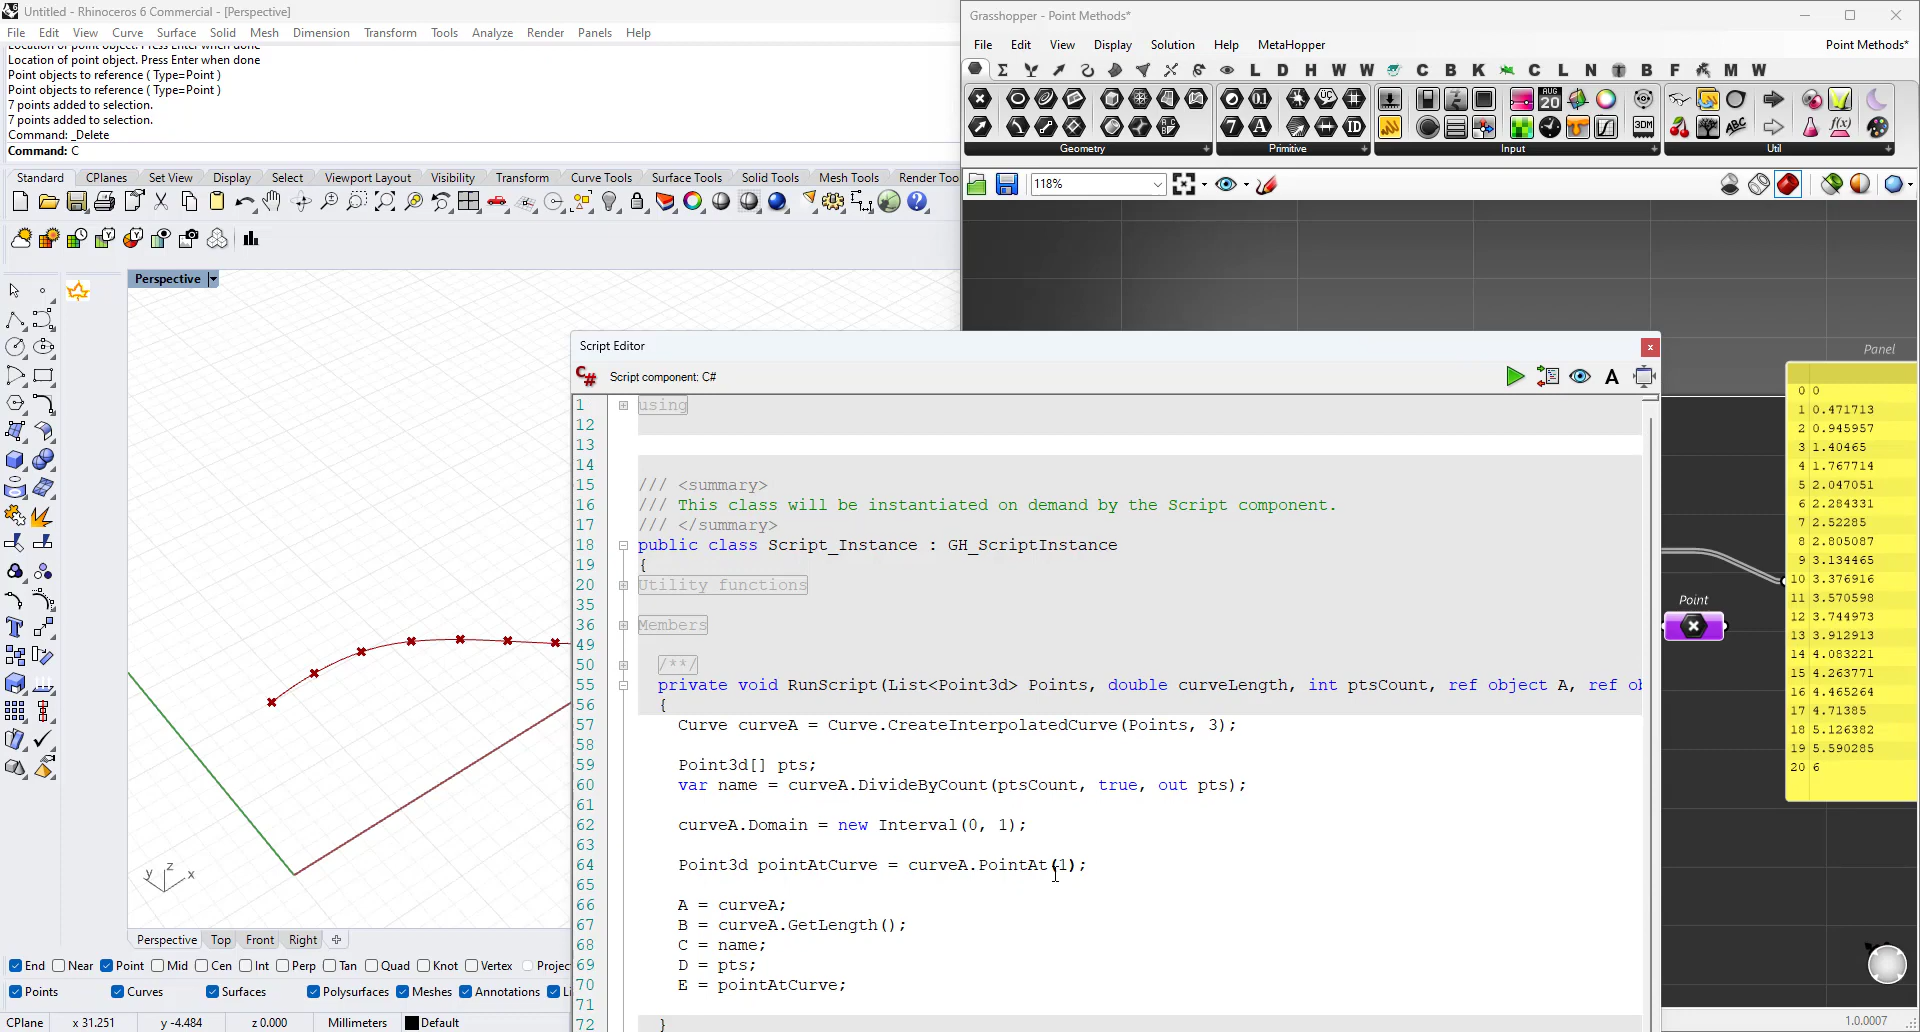 Untitled - Rhinoceros 6 Commercial - [Perspective]
File Edit View Curve Surface Solid Mesh Dimension Transform Tools Analyze Render Panels Help
Location of point object. Press Enter when done
Location of point object. Press Enter when done
Point objects to reference ( Type=Point )
Point objects to reference ( Type=Point )
7 points added to selection.
7 points added to selection.
Command: _Delete
Command: C
Standard CPlanes Set View Display Select Viewport Layout Visibility Transform Curve Tools Surface Tools Solid Tools Mesh Tools Render Too
Perspective
y z x
Perspective Top Front Right
End Near Point Mid Cen Int Perp Tan Quad Knot Vertex Projec
Points Curves Surfaces Polysurfaces Meshes Annotations Li
CPlane x 31.251 y -4.484 z 0.000 Millimeters Default
Grasshopper - Point Methods*
File Edit View Display Solution Help MetaHopper Point Methods*
L D H W W C B K C L N B F M W
Geometry Primitive Input Util
118%
Script Editor
C# Script component: C#
1 using
12
13
14
15 /// <summary>
16 /// This class will be instantiated on demand by the Script component.
17 /// </summary>
18 public class Script_Instance : GH_ScriptInstance
19 {
20 Utility functions
35
36 Members
49
50 /**/
55 private void RunScript(List<Point3d> Points, double curveLength, int ptsCount, ref object A, ref ob
56 {
57 Curve curveA = Curve.CreateInterpolatedCurve(Points, 3);
58
59 Point3d[] pts;
60 var name = curveA.DivideByCount(ptsCount, true, out pts);
61
62 curveA.Domain = new Interval(0, 1);
63
64 Point3d pointAtCurve = curveA.PointAt(1);
65
66 A = curveA;
67 B = curveA.GetLength();
68 C = name;
69 D = pts;
70 E = pointAtCurve;
71
72 }
Point
Panel
0 0
1 0.471713
2 0.945957
3 1.40465
4 1.767714
5 2.047051
6 2.284331
7 2.52285
8 2.805087
9 3.134465
10 3.376916
11 3.570598
12 3.744973
13 3.912913
14 4.083221
15 4.263771
16 4.465264
17 4.71385
18 5.126382
19 5.590285
20 6
1.0.0007